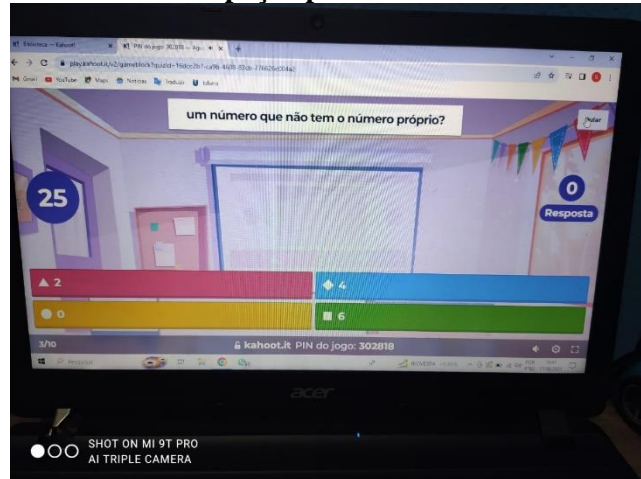 PIN do jogo: 302818
Gmail YouTube Maps Notícias Traduzir
um número que não tem o número próprio?
Pular
25
0
Resposta
2
4
0
6
3/10
kahoot.it PIN do jogo: 302818
acer
SHOT ON MI 9T PRO
AI TRIPLE CAMERA